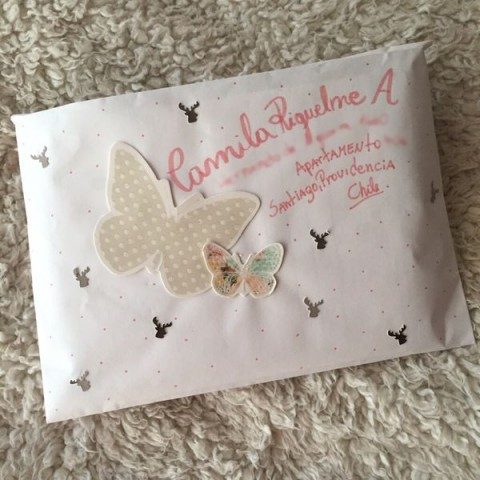 Camila Riquelme A
Apartamento
Santiago, Providencia
Chile.